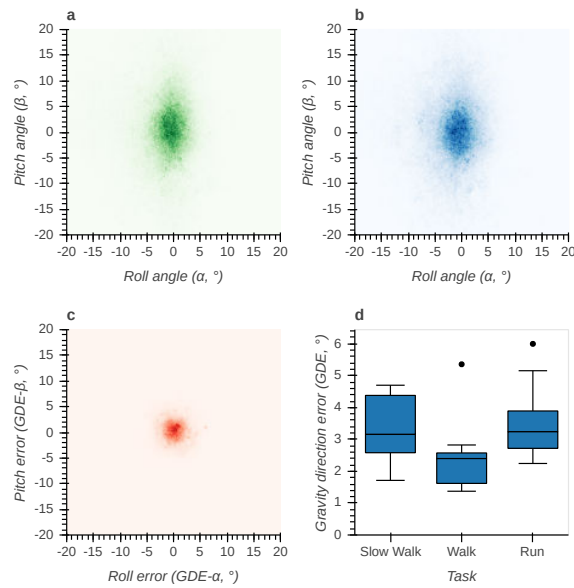 a
20
15
10
5
0
-5
-10
-15
-20
Pitch angle (β, °)
-20 -15 -10 -5 0 5 10 15 20
Roll angle (α, °)
b
20
15
10
5
0
-5
-10
-15
-20
Pitch angle (β, °)
-20 -15 -10 -5 0 5 10 15 20
Roll angle (α, °)
c
20
15
10
5
0
-5
-10
-15
-20
Pitch error (GDE-β, °)
-20 -15 -10 -5 0 5 10 15 20
Roll error (GDE-α, °)
d
6
5
4
3
2
1
0
Gravity direction error (GDE, °)
Slow Walk Walk Run
Task